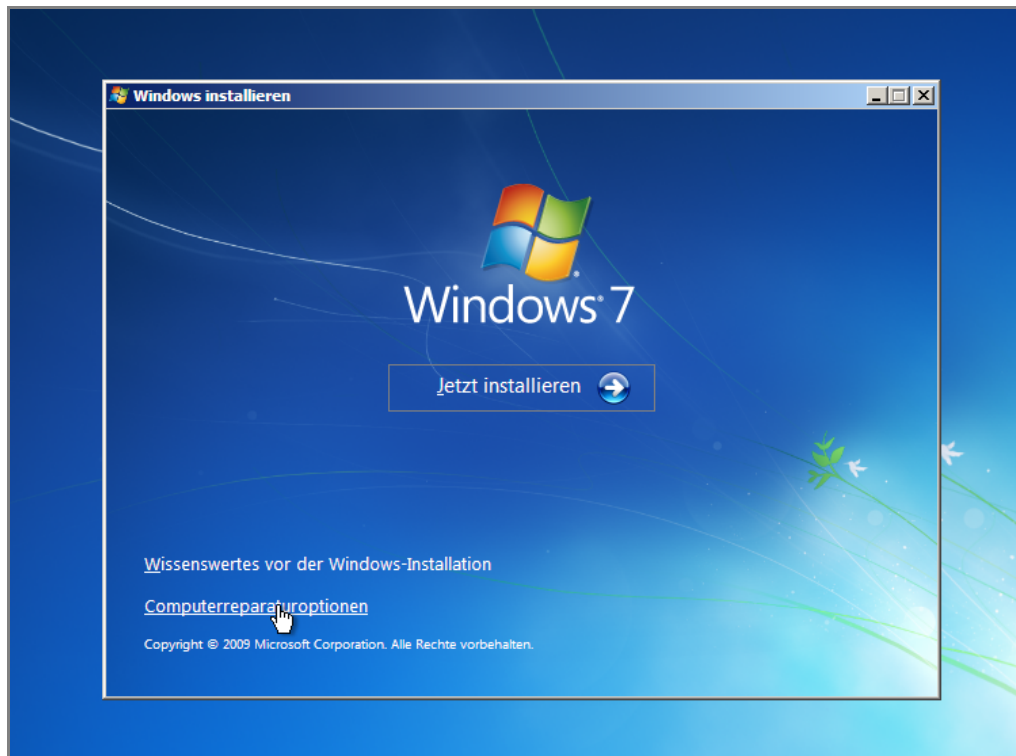 Windows installieren
Windows® 7
Jetzt installieren
Wissenswertes vor der Windows-Installation
Computerreparaturoptionen
Copyright © 2009 Microsoft Corporation. Alle Rechte vorbehalten.